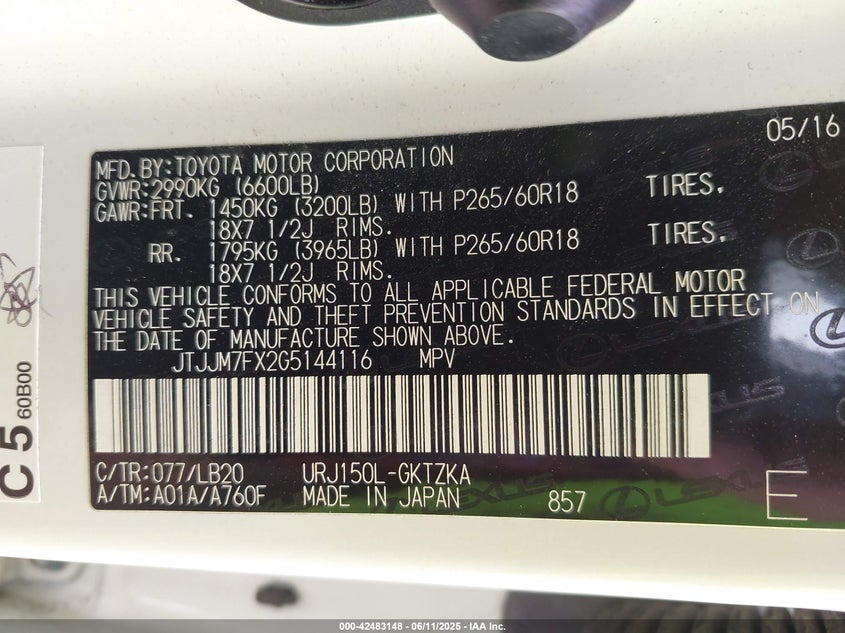 05/16
MFD.BY:TOYOTA MOTOR CORPORATION
GVWR:2990KG (6600LB)
GAWR:FRT. 1450KG (3200LB) WITH P265/60R18 TIRES.
18X7 1/2J RIMS.
RR. 1795KG (3965LB) WITH P265/60R18 TIRES.
18X7 1/2J RIMS.
THIS VEHICLE CONFORMS TO ALL APPLICABLE FEDERAL MOTOR
VEHICLE SAFETY AND THEFT PREVENTION STANDARDS IN EFFECT ON
THE DATE OF MANUFACTURE SHOWN ABOVE.
JTJJM7FX2G5144116 MPV
C/TR:077/LB20 URJ150L-GKTZKA
A/TM:A01A/A760F MADE IN JAPAN 857 E
LEXUS
C 5 60B00
000-42483148 - 06/11/2025 - IAA Inc.